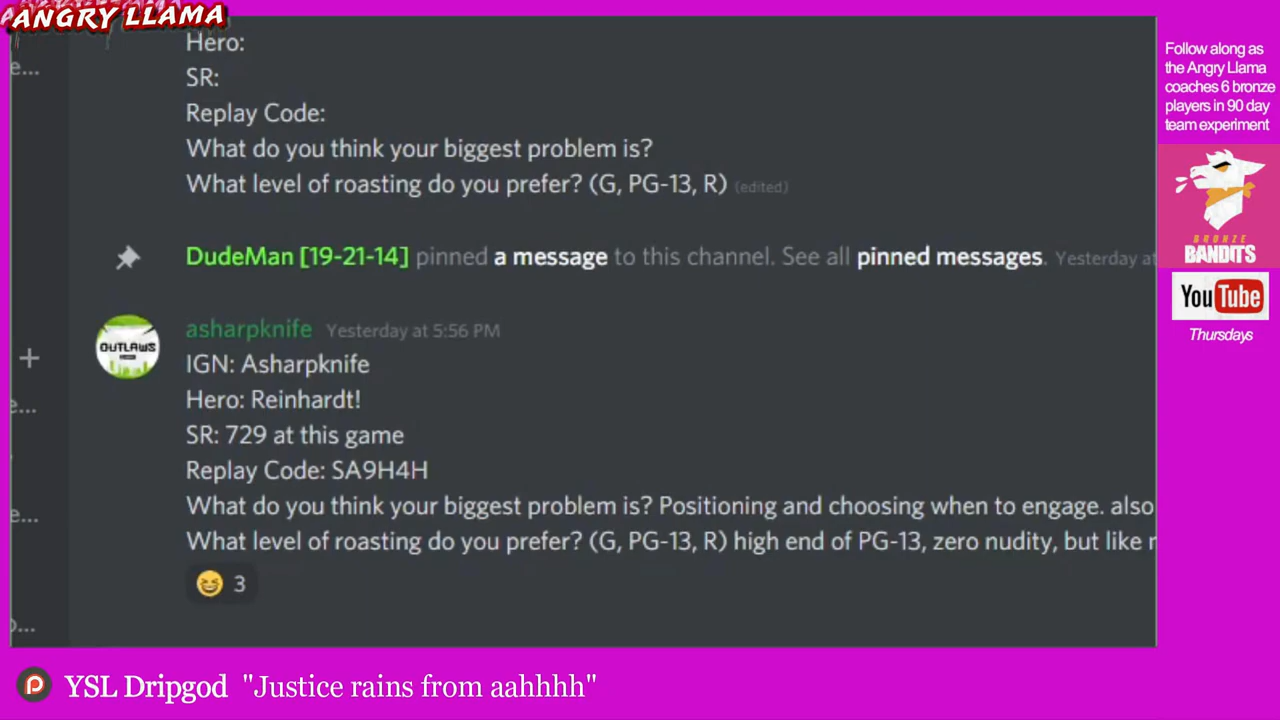 ANGRY LLAMA
Hero:
SR:
Replay Code:
What do you think your biggest problem is?
What level of roasting do you prefer? (G, PG-13, R) (edited)
DudeMan [19-21-14] pinned a message to this channel. See all pinned messages. Yesterday at
asharpknife Yesterday at 5:56 PM
OUTLAWS
IGN: Asharpknife
Hero: Reinhardt!
SR: 729 at this game
Replay Code: SA9H4H
What do you think your biggest problem is? Positioning and choosing when to engage. also
What level of roasting do you prefer? (G, PG-13, R) high end of PG-13, zero nudity, but like
3
e...
e...
e...
Follow along as
the Angry Llama
coaches 6 bronze
players in 90 day
team experiment
BRONZE
BANDITS
YouTube
Thursdays
YSL Dripgod "Justice rains from aahhhh"